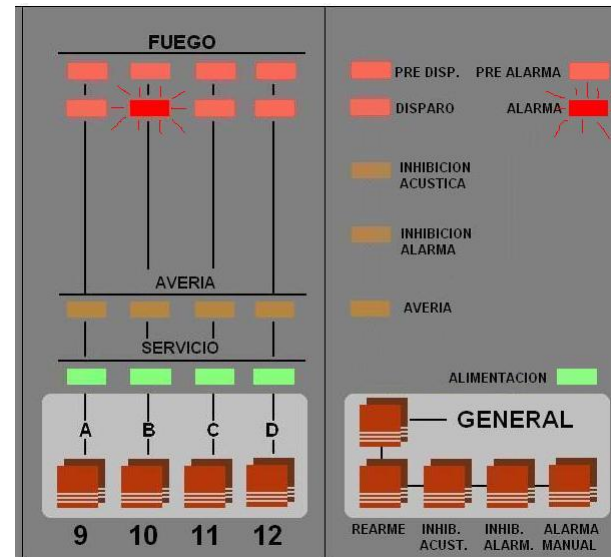 FUEGO
AVERIA
SERVICIO
A B C D
9 10 11 12
PRE DISP. PRE ALARMA
DISPARO ALARMA
INHIBICION
ACUSTICA
INHIBICION
ALARMA
AVERIA
ALIMENTACION
GENERAL
REARME INHIB. INHIB. ALARMA
ACUST. ALARM. MANUAL